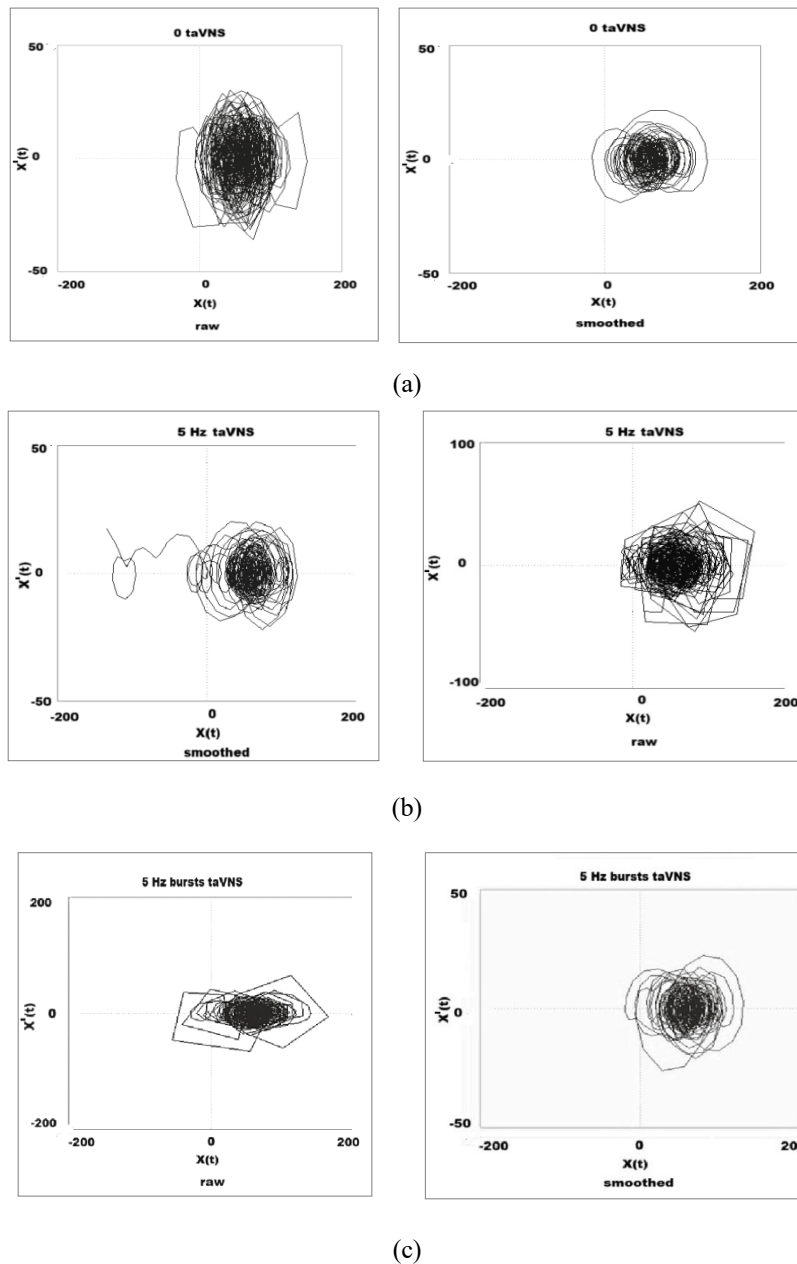 0 taVNS
50
X'(t)
0
-50
-200
0
200
X(t)
raw
0 taVNS
50
X'(t)
0
-50
-200
0
200
X(t)
smoothed
(a)
5 Hz taVNS
50
X'(t)
0
-50
-200
0
200
X(t)
smoothed
5 Hz taVNS
100
X'(t)
0
-100
-200
0
200
X(t)
raw
(b)
5 Hz bursts taVNS
200
X'(t)
0
-200
-200
0
200
X(t)
raw
5 Hz bursts taVNS
50
X'(t)
0
-50
-200
0
200
X(t)
smoothed
(c)